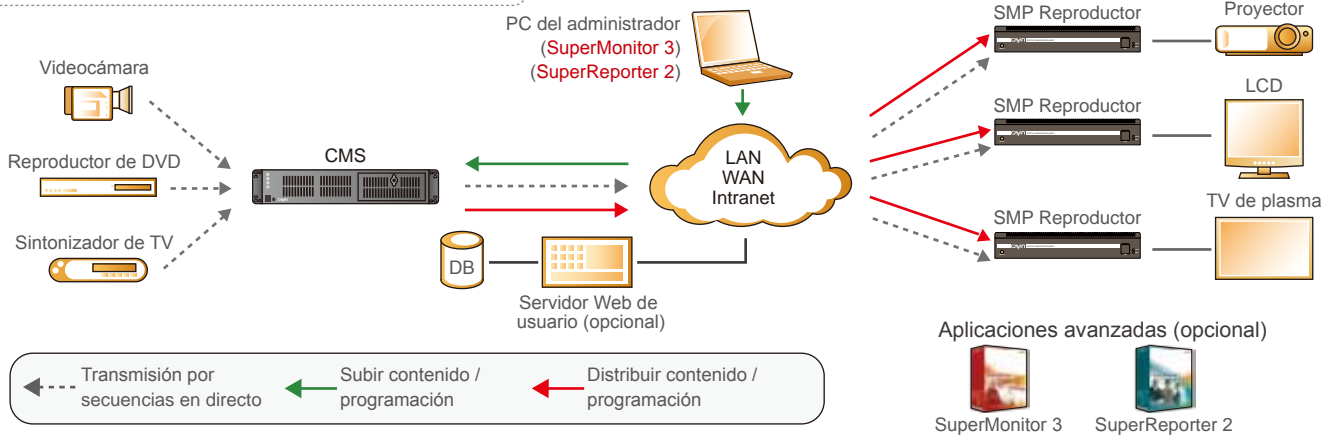 PC del administrador
(SuperMonitor 3)
(SuperReporter 2)
SMP Reproductor
Proyector
Videocámara
SMP Reproductor
LCD
Reproductor de DVD
CMS
LAN
WAN
Intranet
Sintonizador de TV
SMP Reproductor
TV de plasma
DB
Servidor Web de
usuario (opcional)
Aplicaciones avanzadas (opcional)
Transmisión por
secuencias en directo
Subir contenido /
programación
Distribuir contenido /
programación
SuperMonitor 3
SuperReporter 2